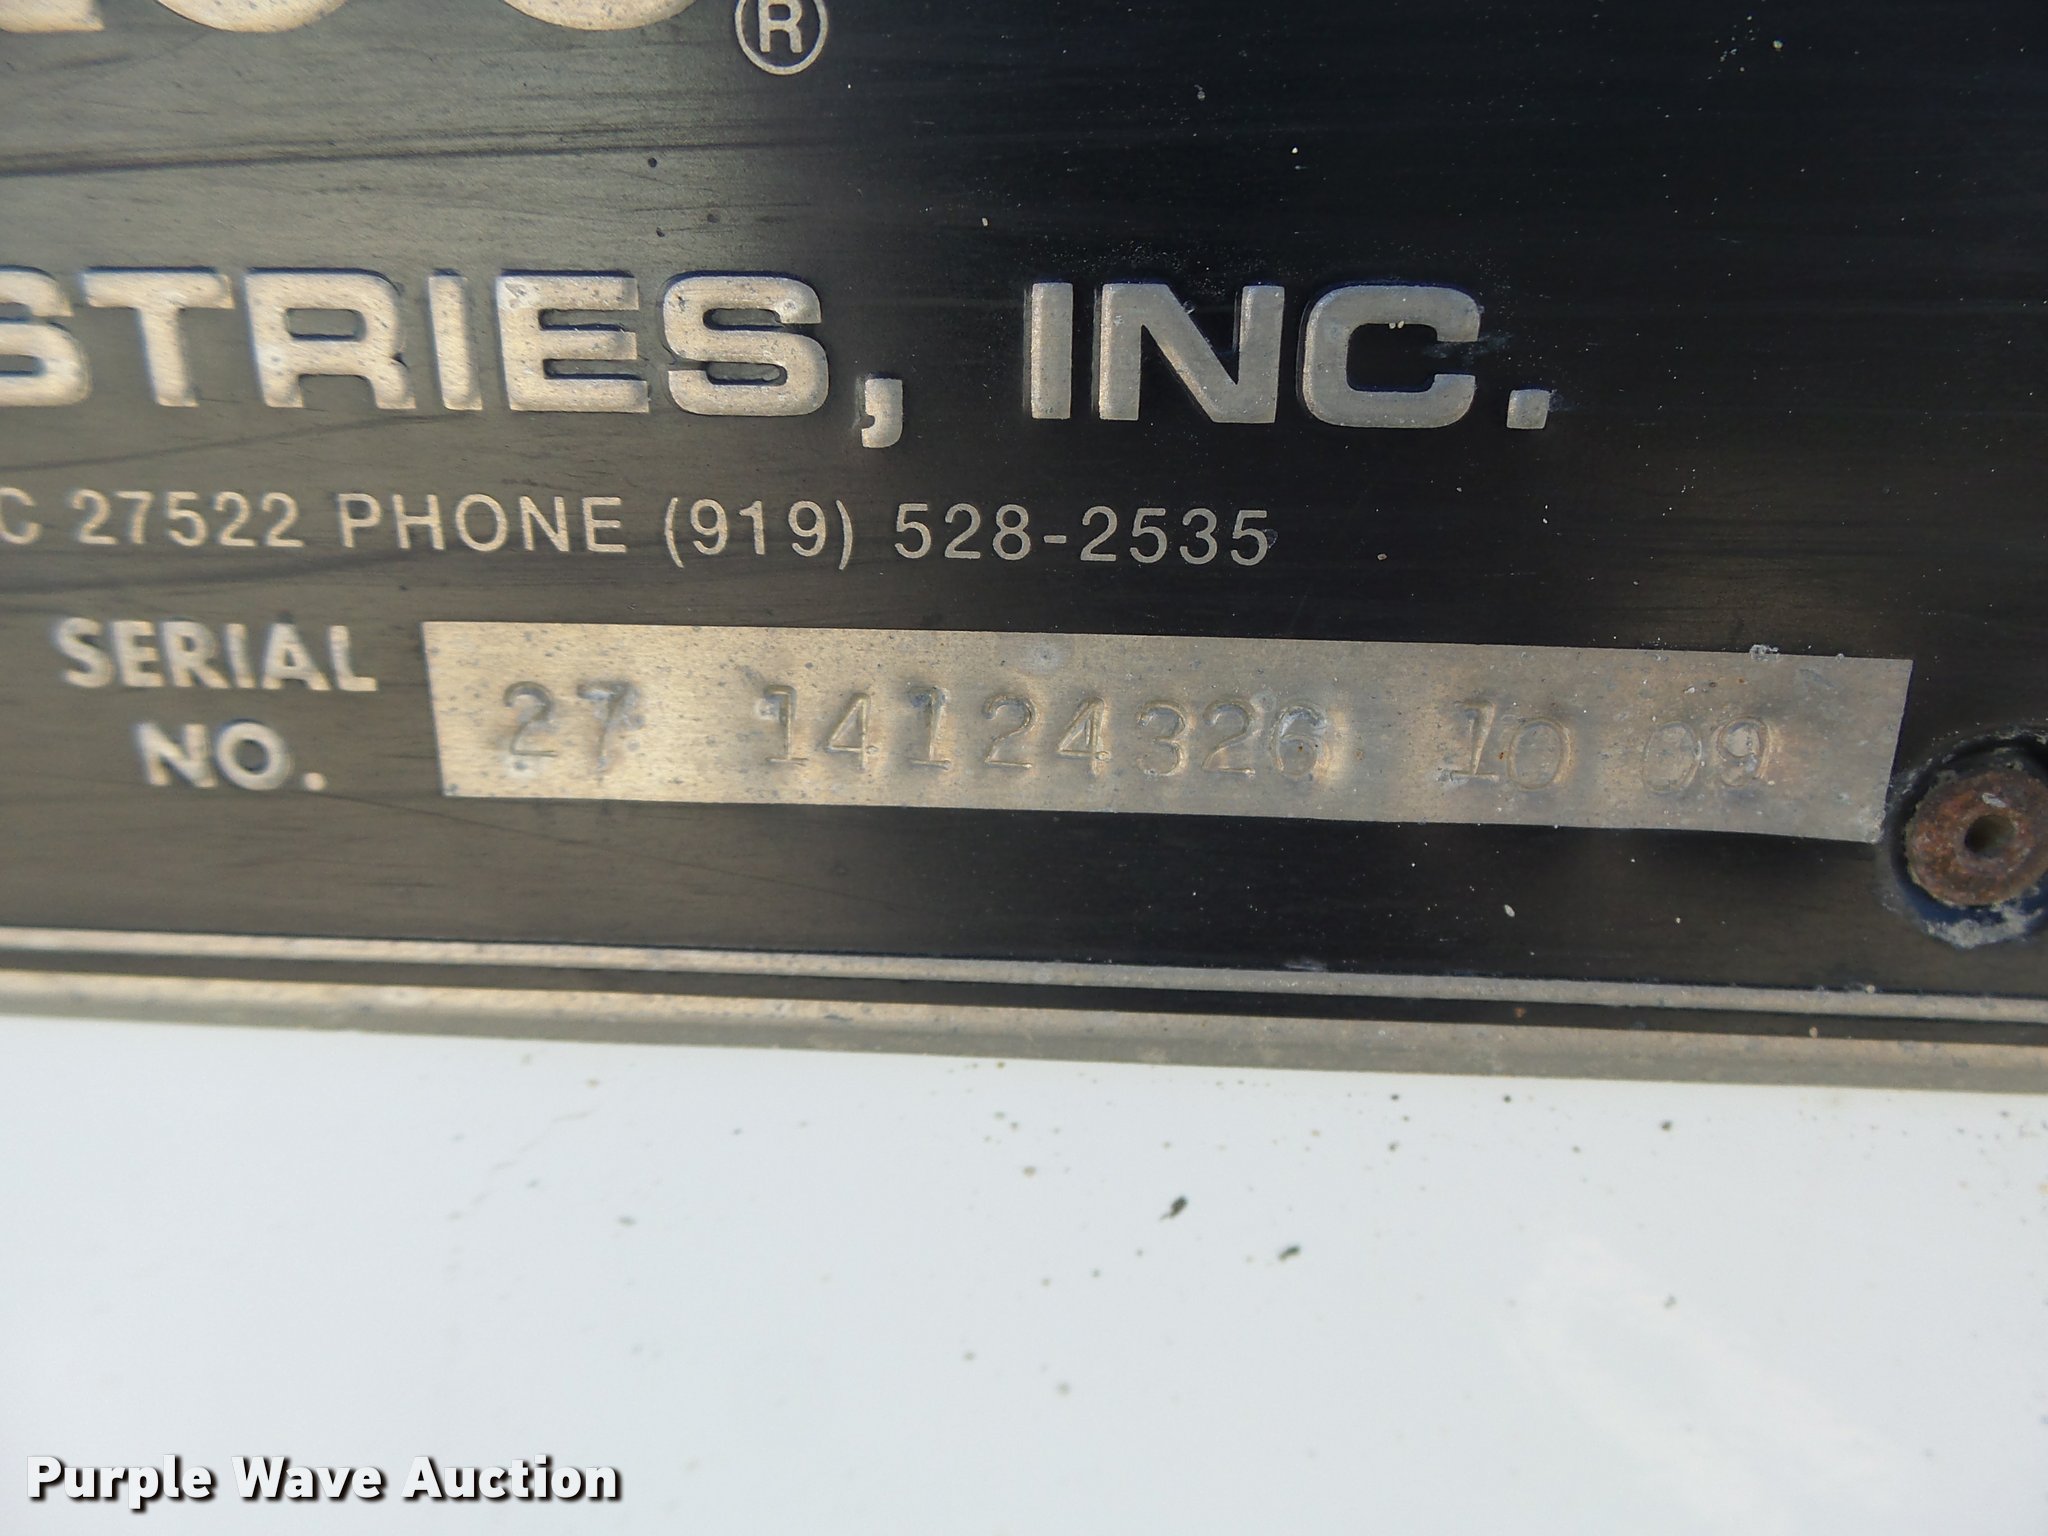 ®
STRIES, INC.
C 27522 PHONE (919) 528-2535
SERIAL NO. 27 14124326 10 09
Purple Wave Auction